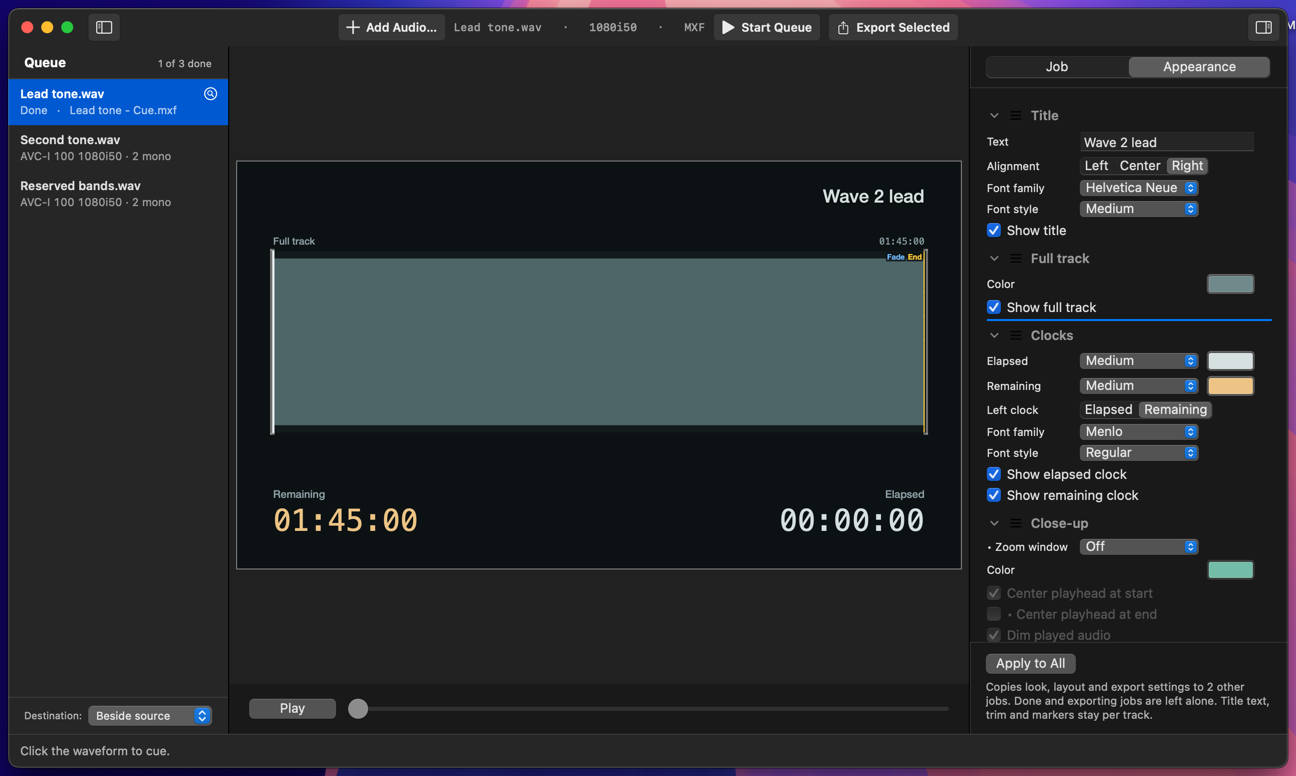 Add Audio...
Lead tone.wav · 1080i50 · MXF
Start Queue
Export Selected
Queue
1 of 3 done
Lead tone.wav
Done · Lead tone - Cue.mxf
Second tone.wav
AVC-I 100 1080i50 · 2 mono
Reserved bands.wav
AVC-I 100 1080i50 · 2 mono
Destination: Beside source
Click the waveform to cue.
Wave 2 lead
Full track
01:45:00
Fade End
Remaining
01:45:00
Elapsed
00:00:00
Play
Job
Appearance
Title
Text Wave 2 lead
Alignment Left Center Right
Font family Helvetica Neue
Font style Medium
Show title
Full track
Color
Show full track
Clocks
Elapsed Medium
Remaining Medium
Left clock Elapsed Remaining
Font family Menlo
Font style Regular
Show elapsed clock
Show remaining clock
Close-up
• Zoom window Off
Color
Center playhead at start
• Center playhead at end
Dim played audio
Apply to All
Copies look, layout and export settings to 2 other
jobs. Done and exporting jobs are left alone. Title text,
trim and markers stay per track.